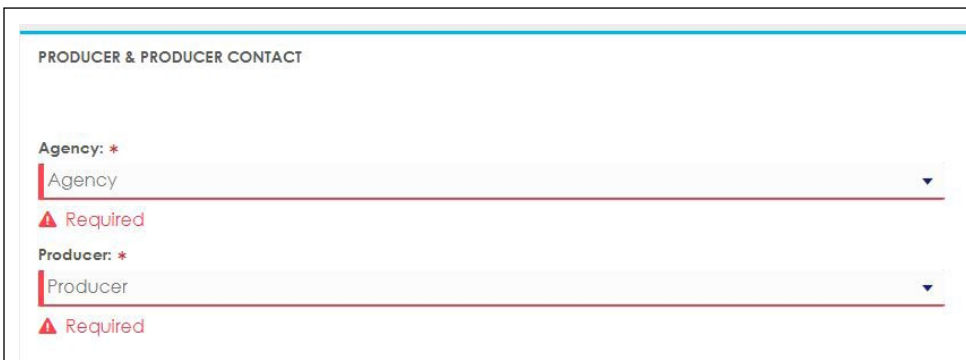 PRODUCER & PRODUCER CONTACT
Agency: *
Agency
Required
Producer: *
Producer
Required